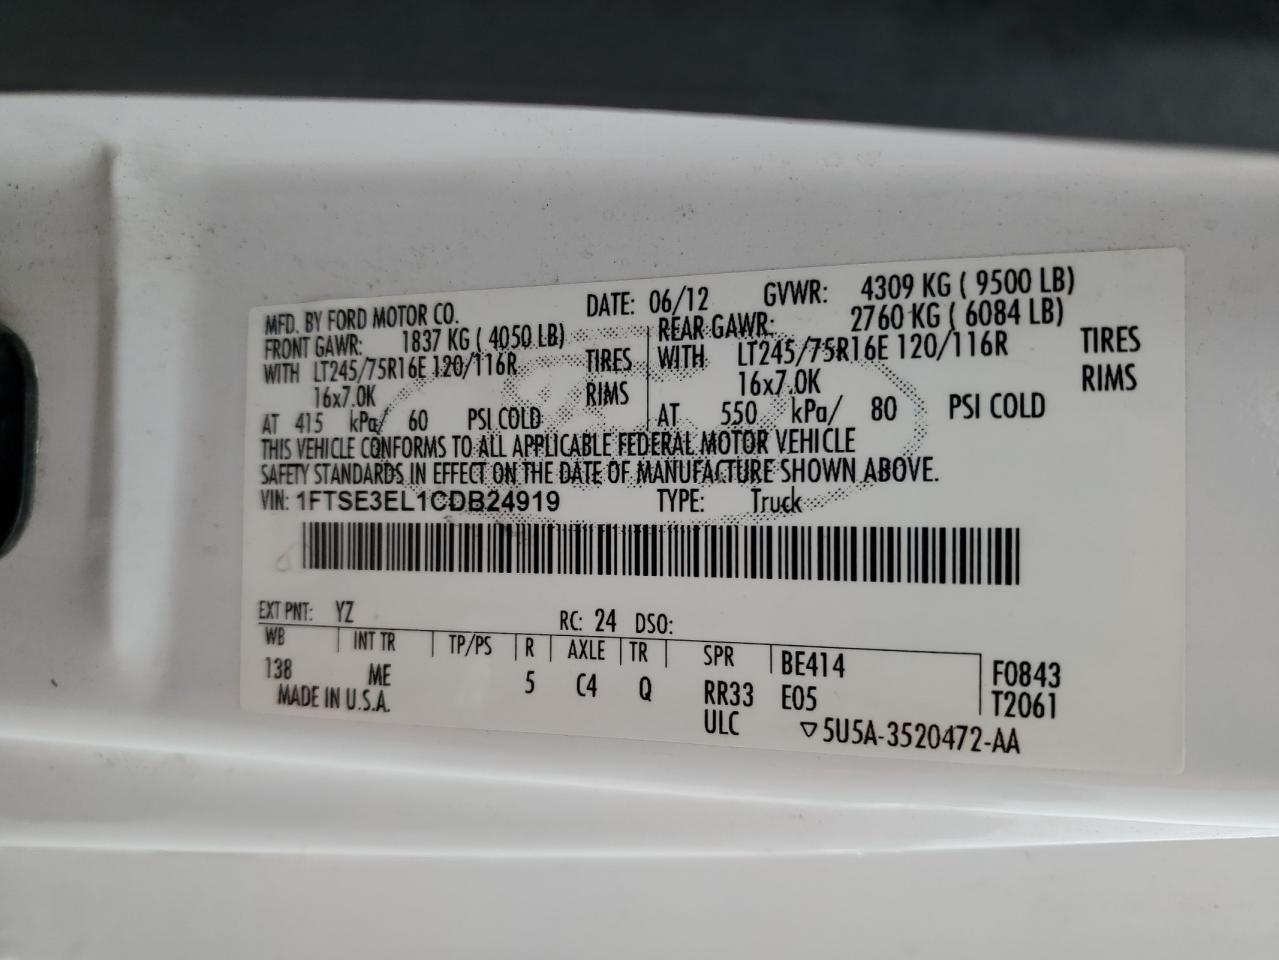 MFD. BY FORD MOTOR CO. DATE: 06/12 GVWR: 4309 KG ( 9500 LB)
FRONT GAWR: 1837 KG ( 4050 LB) REAR GAWR: 2760 KG ( 6084 LB)
WITH LT245/75R16E 120/116R TIRES WITH LT245/75R16E 120/116R TIRES
16x7.0K RIMS 16x7.0K RIMS
AT 415 kPa/ 60 PSI COLD AT 550 kPa/ 80 PSI COLD
THIS VEHICLE CONFORMS TO ALL APPLICABLE FEDERAL MOTOR VEHICLE
SAFETY STANDARDS IN EFFECT ON THE DATE OF MANUFACTURE SHOWN ABOVE.
VIN: 1FTSE3EL1CDB24919 TYPE: Truck
EXT PNT: YZ RC: 24 DSO:
WB INT TR TP/PS R AXLE TR SPR BE414 F0843
138 ME 5 C4 Q RR33 E05 T2061
MADE IN U.S.A. ULC ▽5U5A-3520472-AA